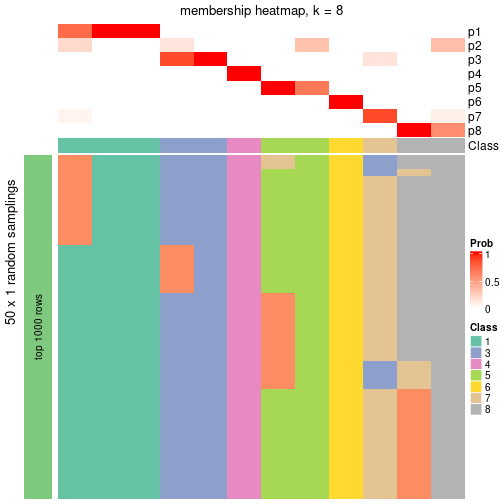 membership heatmap, k = 8
p1
p2
p3
p4
p5
p6
p7
p8
Class
50 x 1 random samplings
top 1000 rows
Prob
1
0.5
0
Class
1
3
4
5
6
7
8